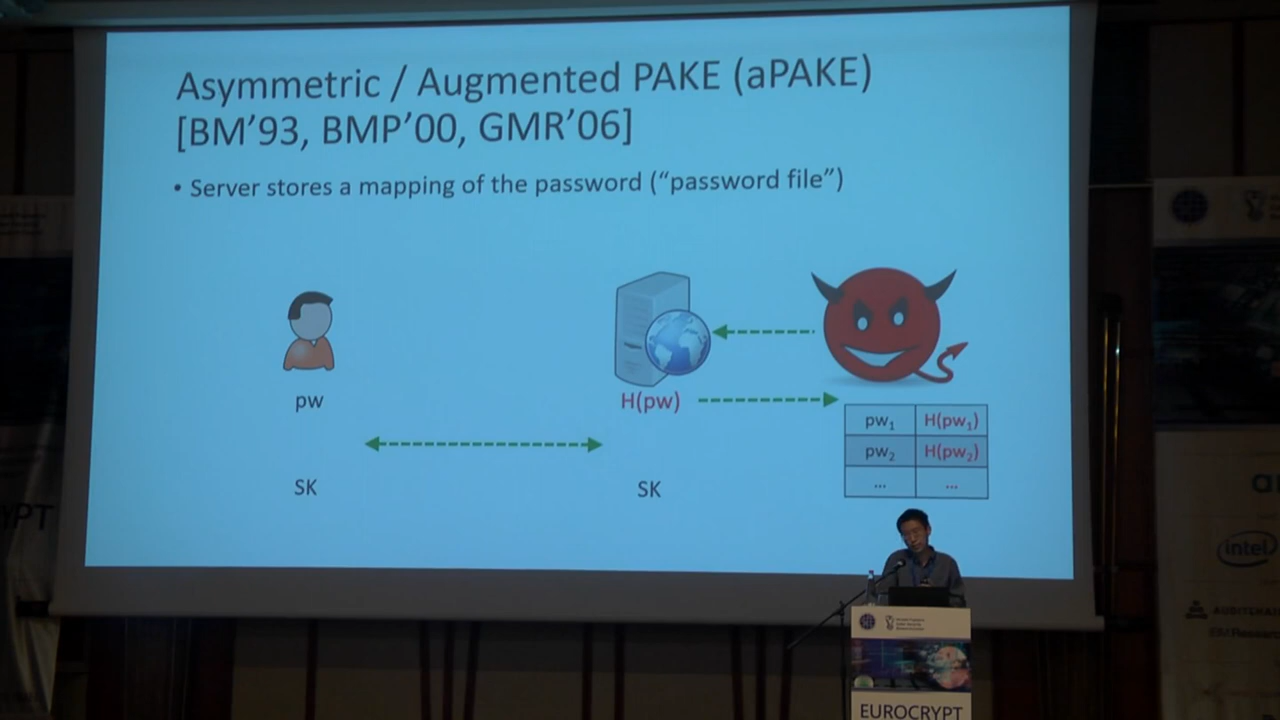 Asymmetric / Augmented PAKE (aPAKE)
[BM’93, BMP’00, GMR’06]
• Server stores a mapping of the password (“password file”)
pw
H(pw)
pw1 H(pw1)
pw2 H(pw2)
... ...
SK SK
intel
EUROCRYPT